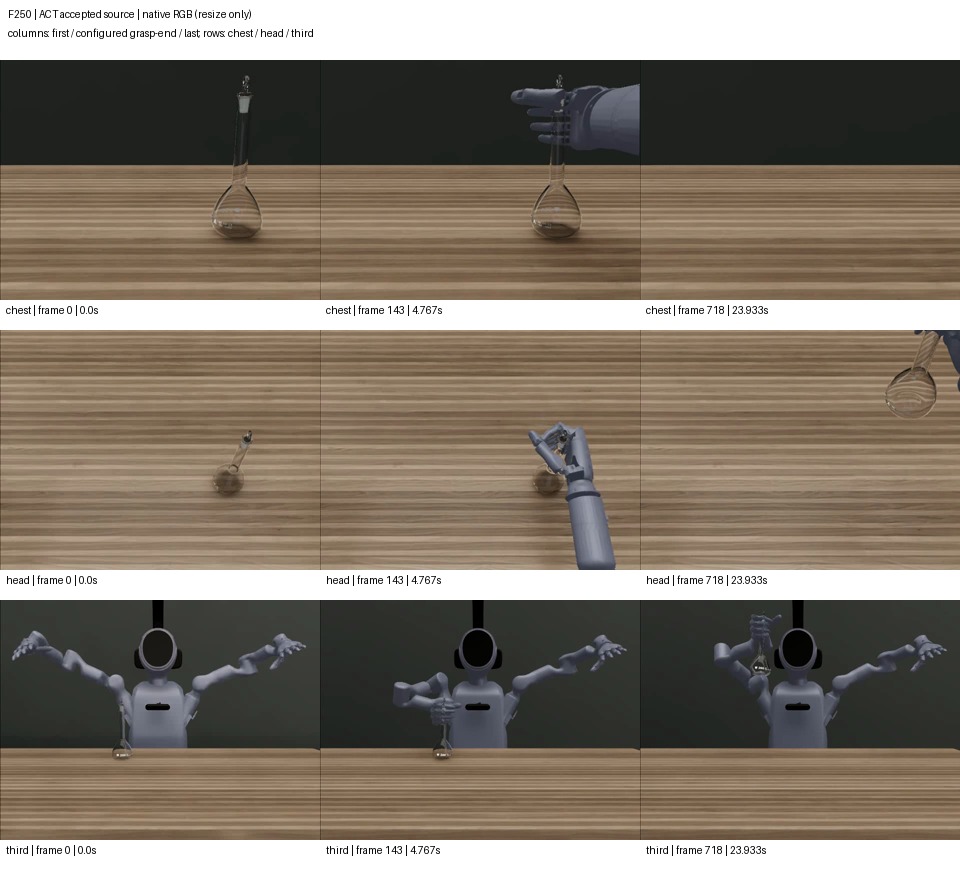 F250 | ACT accepted source | native RGB (resize only)
columns: first / configured grasp-end / last; rows: chest / head / third
chest | frame 0 | 0.0s
chest | frame 143 | 4.767s
chest | frame 718 | 23.933s
head | frame 0 | 0.0s
head | frame 143 | 4.767s
head | frame 718 | 23.933s
third | frame 0 | 0.0s
third | frame 143 | 4.767s
third | frame 718 | 23.933s